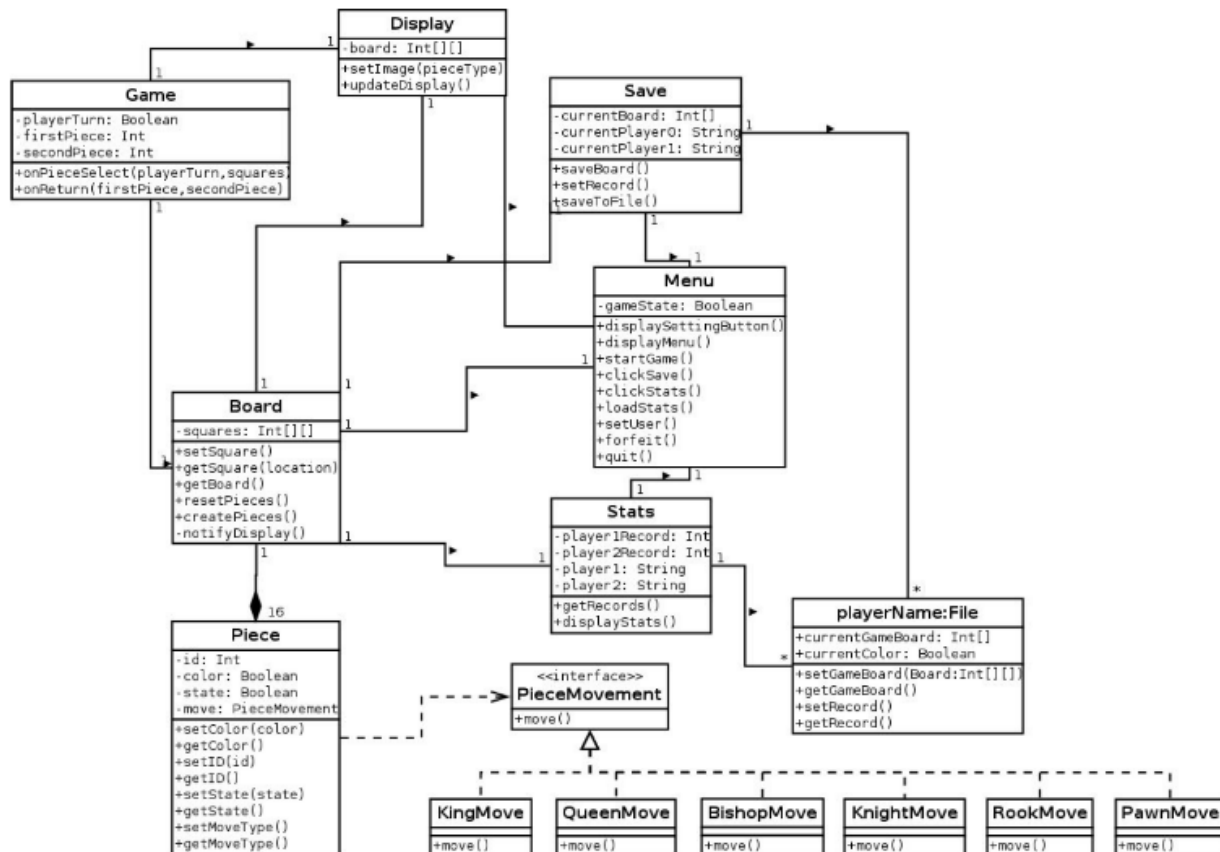 Display
-board: Int[][]
+setImage(pieceType)
+updateDisplay()
1
1
1
Game
-playerTurn: Boolean
-firstPiece: Int
-secondPiece: Int
+onPieceSelect(playerTurn,squares)
+onReturn(firstPiece,secondPiece)
1
Save
-currentBoard: Int[]
-currentPlayer0: String
-currentPlayer1: String
+saveBoard()
+setRecord()
+saveToFile()
1
1
1
1
Menu
-gameState: Boolean
+displaySettingButton()
+displayMenu()
+startGame()
+clickSave()
+clickStats()
+loadStats()
+setUser()
+forfeit()
+quit()
1
1
1
1
Board
-squares: Int[][]
+setSquare()
+getSquare(location)
+getBoard()
+resetPieces()
+createPieces()
-notifyDisplay()
1
1
1
1
1
1
Stats
-player1Record: Int
-player2Record: Int
-player1: String
-player2: String
+getRecords()
+displayStats()
1
1
*
*
playerName:File
+currentGameBoard: Int[]
+currentColor: Boolean
+setGameBoard(Board:Int[][])
+getGameBoard()
+setRecord()
+getRecord()
16
Piece
-id: Int
-color: Boolean
-state: Boolean
-move: PieceMovement
+setColor(color)
+getColor()
+setID(id)
+getID()
+setState(state)
+getState()
+setMoveType()
+getMoveType()
<<interface>>
PieceMovement
+move()
KingMove
+move()
QueenMove
+move()
BishopMove
+move()
KnightMove
+move()
RookMove
+move()
PawnMove
+move()